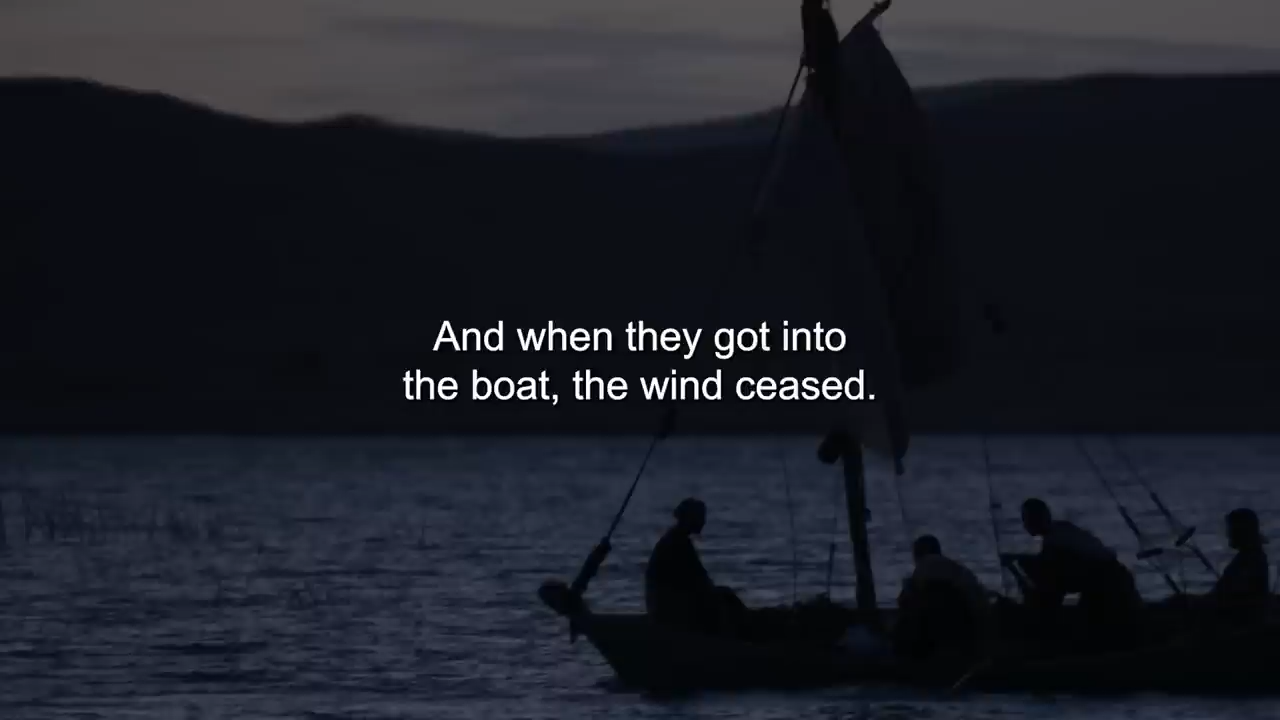 And when they got into
the boat, the wind ceased.